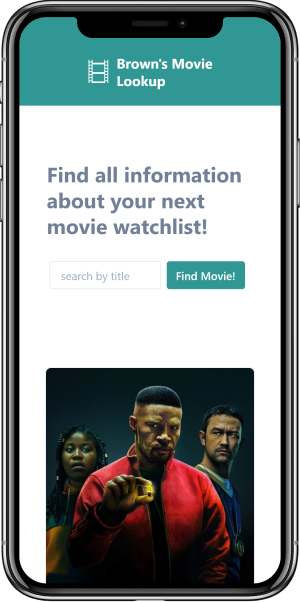 Brown's Movie
Lookup
Find all information
about your next
movie watchlist!
search by title
Find Movie!